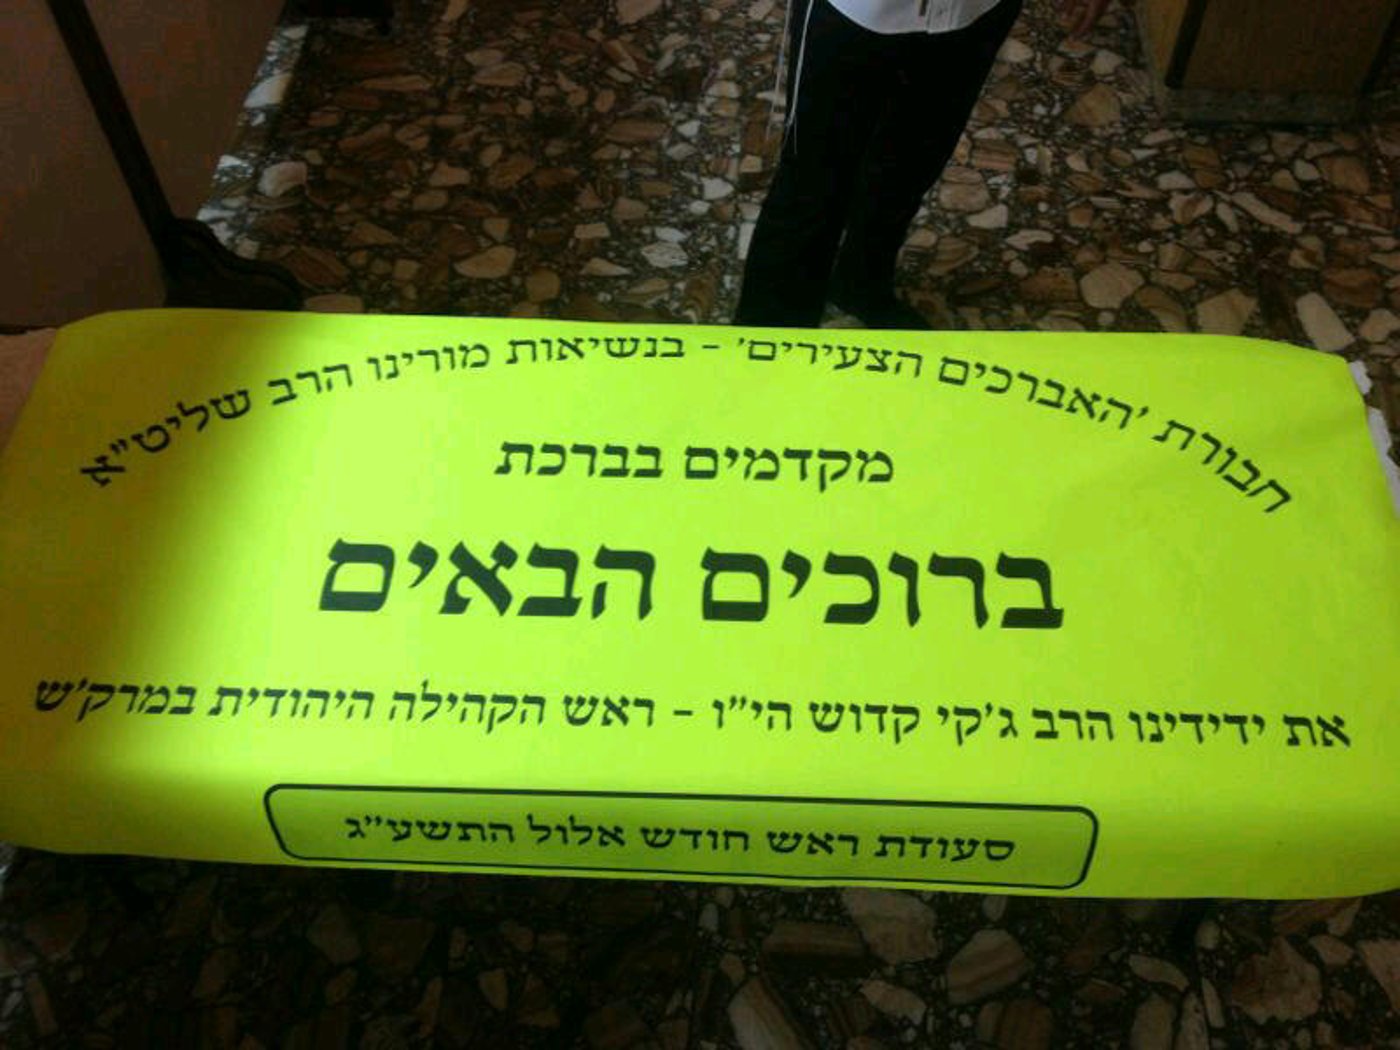 חבורת 'האברכים הצעירים' - בנשיאות מורינו הרב שליט"א
מקדמים בברכת
ברוכים הבאים
את ידידינו הרב ג'קי קדוש הי"ו - ראש הקהילה היהודית במרק'ש
סעודת ראש חודש אלול התשע"ג